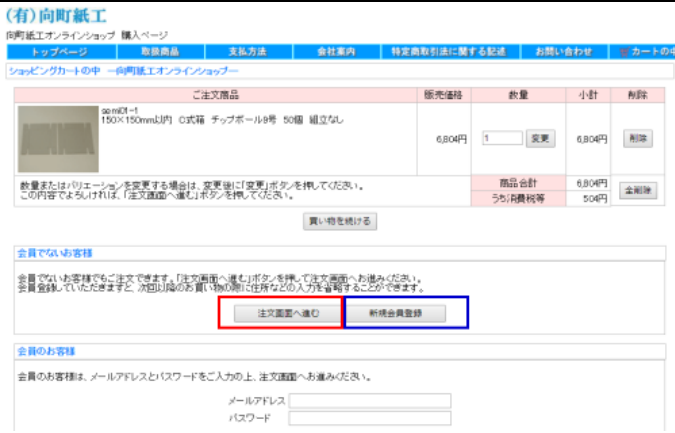 (有)向町紙工
向町紙工オンラインショップ 購入ページ
トップページ 取扱商品 支払方法 会社案内 特定商取引法に関する記述 お問い合わせ カートの中
ショッピングカートの中 ―向町紙工オンラインショップ―
ご注文商品 販売価格 数量 小計 削除
semi01-1
150×150mm以内 C式箱 チップボール9号 50個 組立なし
6,804円 1 変更 6,804円 削除
数量またはバリエーションを変更する場合は、変更後に「変更」ボタンを押してください。
この内容でよろしければ、「注文画面へ進む」ボタンを押してください。
商品合計 6,804円 全削除
うち消費税等 504円
買い物を続ける
会員でないお客様
会員でないお客様でもご注文できます。「注文画面へ進む」ボタンを押して注文画面へお進みください。
会員登録していただきますと、次回以降のお買い物の際に住所などの入力を省略することができます。
注文画面へ進む 新規会員登録
会員のお客様
会員のお客様は、メールアドレスとパスワードをご入力の上、注文画面へお進みください。
メールアドレス
パスワード